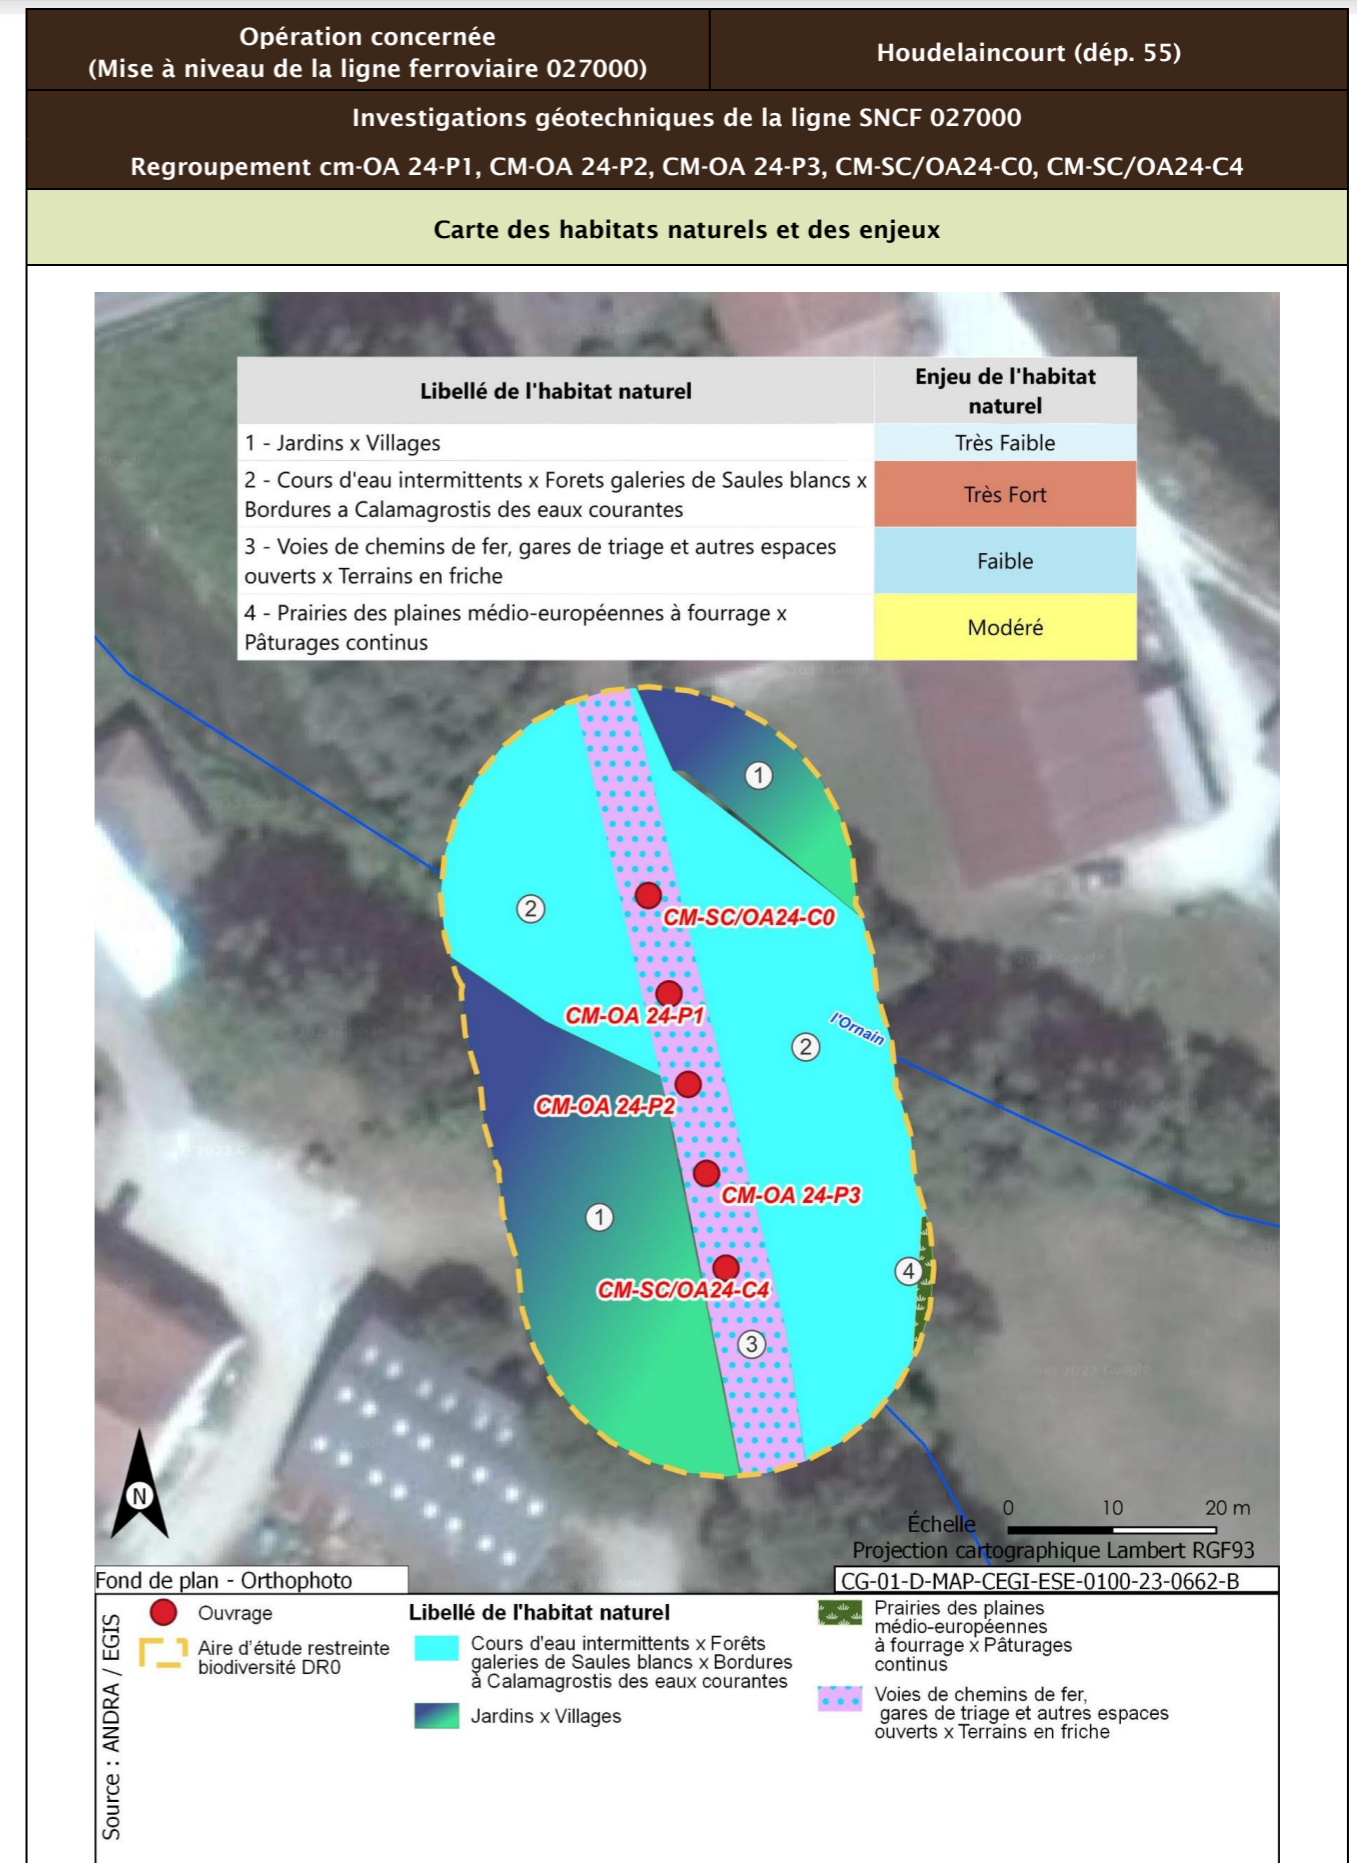 Opération concernée
(Mise à niveau de la ligne ferroviaire 027000)
Houdelaincourt (dép. 55)
Investigations géotechniques de la ligne SNCF 027000
Regroupement cm-OA 24-P1, CM-OA 24-P2, CM-OA 24-P3, CM-SC/OA24-C0, CM-SC/OA24-C4
Carte des habitats naturels et des enjeux
Libellé de l'habitat naturel
Enjeu de l'habitat
naturel
1 - Jardins x Villages
Très Faible
2 - Cours d'eau intermittents x Forets galeries de Saules blancs x
Bordures a Calamagrostis des eaux courantes
Très Fort
3 - Voies de chemins de fer, gares de triage et autres espaces
ouverts x Terrains en friche
Faible
4 - Prairies des plaines médio-européennes à fourrage x
Pâturages continus
Modéré
1
2
CM-SC/OA24-C0
CM-OA 24-P1
l'Ornain
2
CM-OA 24-P2
CM-OA 24-P3
1
4
CM-SC/OA24-C4
3
N
0 10 20 m
Échelle
Projection cartographique Lambert RGF93
Fond de plan - Orthophoto
CG-01-D-MAP-CEGI-ESE-0100-23-0662-B
Source : ANDRA / EGIS
Ouvrage
Aire d'étude restreinte
biodiversité DR0
Libellé de l'habitat naturel
Cours d'eau intermittents x Forêts
galeries de Saules blancs x Bordures
à Calamagrostis des eaux courantes
Jardins x Villages
Prairies des plaines
médio-européennes
à fourrage x Pâturages
continus
Voies de chemins de fer,
gares de triage et autres espaces
ouverts x Terrains en friche